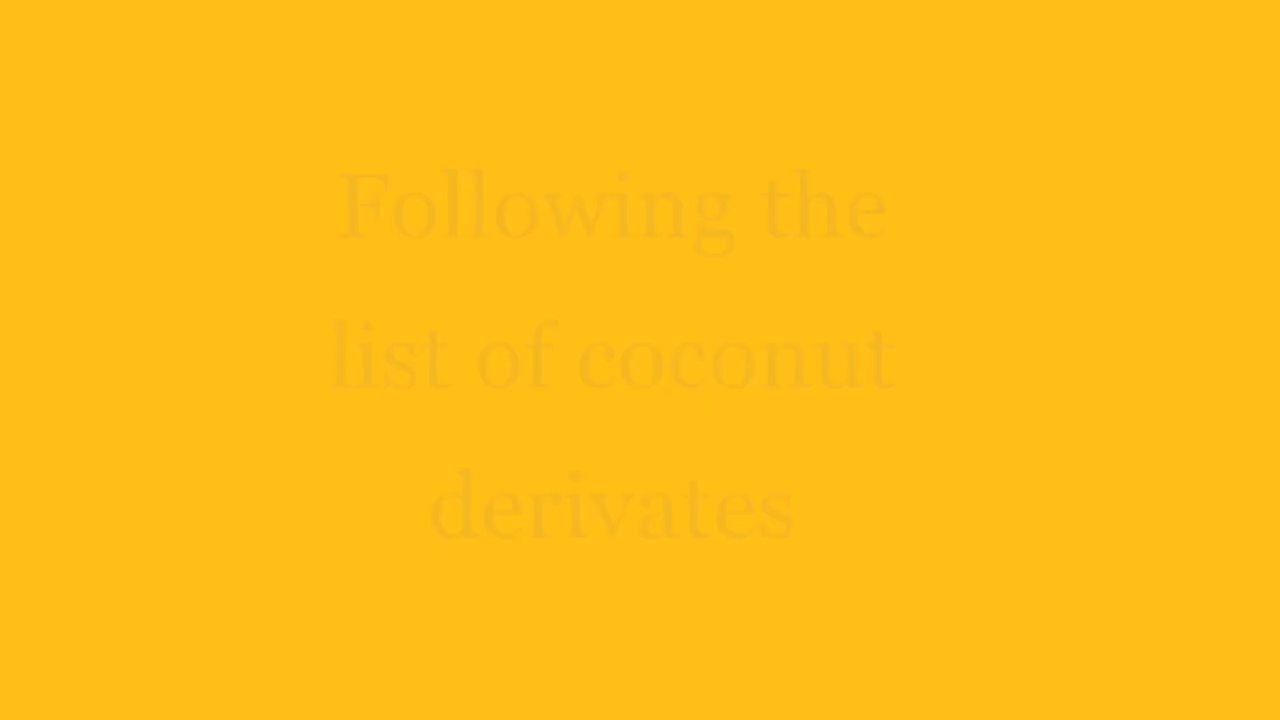 Following the
list of coconut
derivates